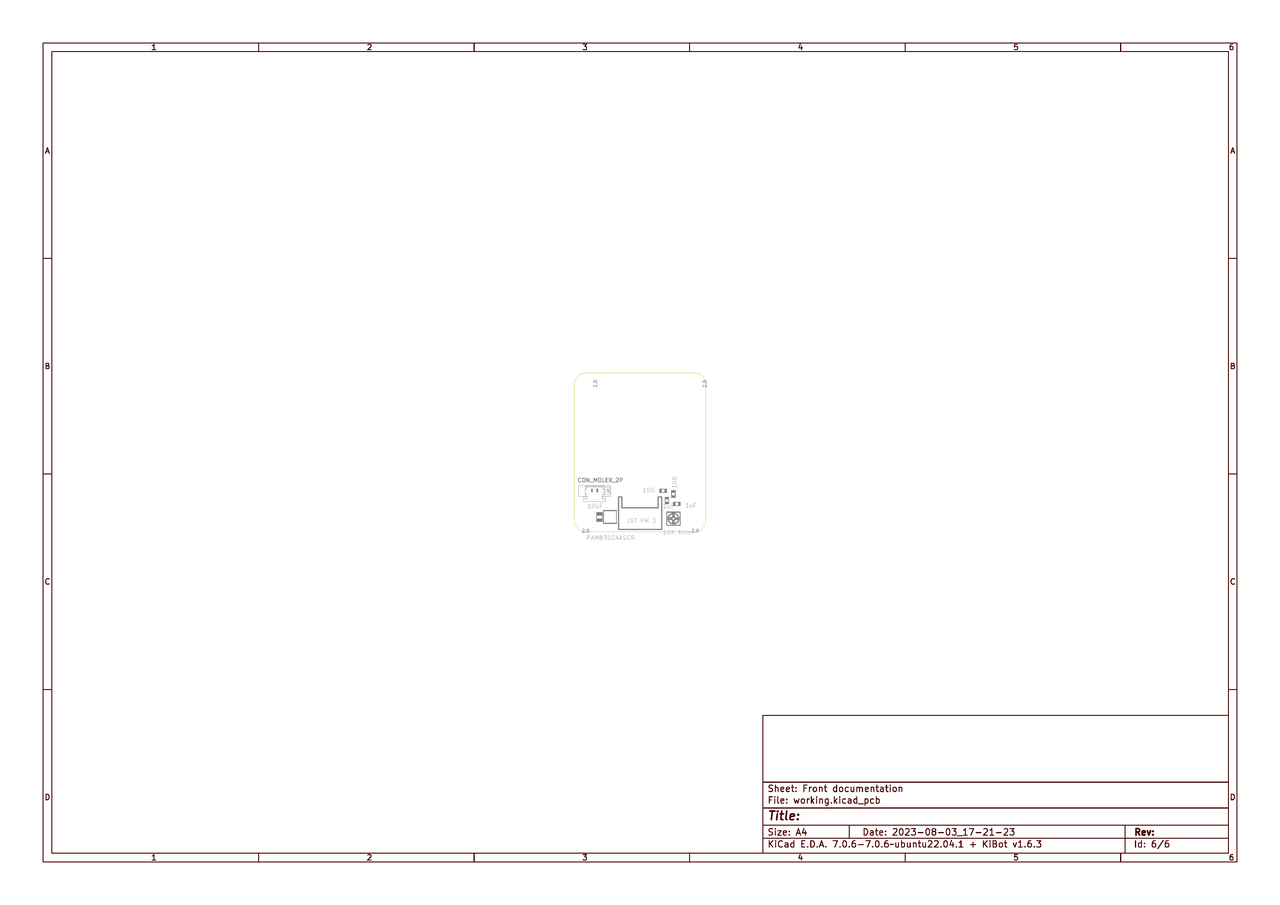 1 2 3 4 5 6
A A
B B
2.0 2.0
CON_MOLEX_2P
100 100
10uF 1uF
JST PH 3
2.0 2.0
PAM8302AASCR
C C
D D
Sheet: Front documentation
File: working.kicad_pcb
Title:
Size: A4 Date: 2023-08-03_17-21-23 Rev:
KiCad E.D.A. 7.0.6-7.0.6~ubuntu22.04.1 + KiBot v1.6.3 Id: 6/6
1 2 3 4 5 6